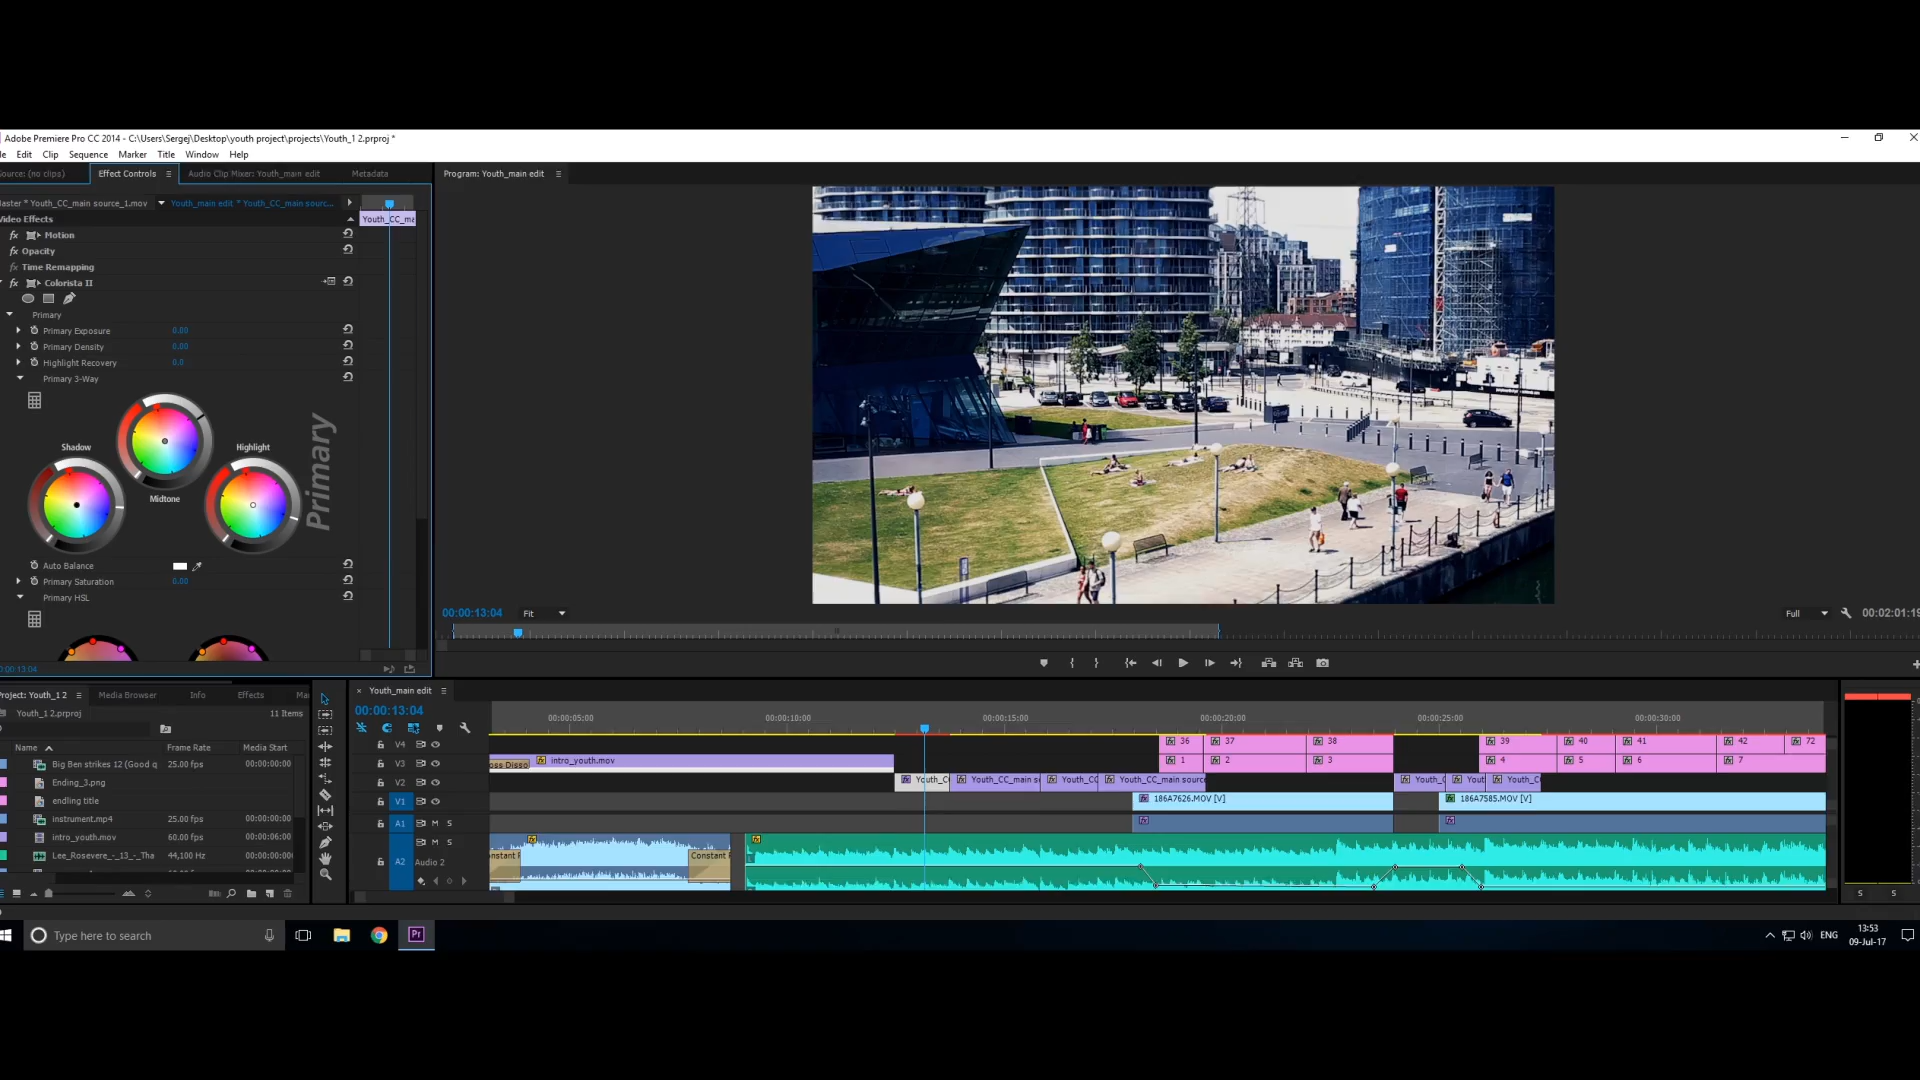 Adobe Premiere Pro CC 2014 - C:\Users\Sergej\Desktop\youth project\projects\Youth_1 2.prproj *
Edit Clip Sequence Marker Title Window Help
Source: (no clips) Effect Controls Audio Clip Mixer: Youth_main edit Metadata
Program: Youth_main edit
aster * Youth_CC_main source_1.mov Youth_main edit * Youth_CC_main sourc...
Video Effects Youth_CC_ma
fx Motion
fx Opacity
fx Time Remapping
fx Colorista II
Primary
Primary Exposure 0.00
Primary Density 0.00
Highlight Recovery 0.0
Primary 3-Way
Shadow
Highlight
Midtone
Primary
Auto Balance
Primary Saturation 0.00
Primary HSL
00:00:13:04 Fit Full 00:02:01:19
0:00:13:04
Project: Youth_1 2 Media Browser Info Effects Ma
Youth_1 2.prproj 11 Items
Name Frame Rate Media Start
Big Ben strikes 12 (Good q 25.00 fps 00:00:00:00
Ending_3.png
endling title
instrument.mp4 25.00 fps 00:00:00:00
intro_youth.mov 60.00 fps 00:00:06:00
Lee_Rosevere_-_13_-_Tha 44,100 Hz 00:00:00:00
Youth_main edit
00:00:13:04
00:00:05:00 00:00:10:00 00:00:15:00 00:00:20:00 00:00:25:00 00:00:30:00
V4 36 37 38 39 40 41 42 72
V3 oss Disso intro_youth.mov 1 2 3 4 5 6 7
V2 Youth_C Youth_CC_main s Youth_CC Youth_CC_main source Youth_C Yout Youth_C
V1 186A7626.MOV [V] 186A7585.MOV [V]
A1 M S
M S
A2 Audio 2 Constant Constant
S S
Type here to search Pr ENG 13:53
09-Jul-17